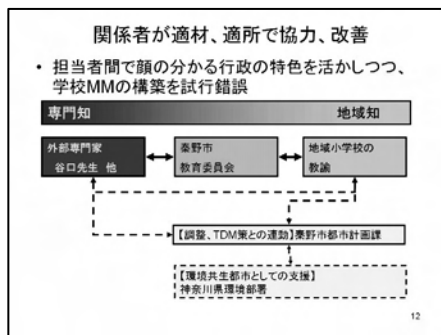 関係者が適材、適所で協力、改善
• 担当者間で顔の分かる行政の特色を活かしつつ、
学校MMの構築を試行錯誤
専門知 地域知
外部専門家
谷口先生 他
秦野市
教育委員会
地域小学校の
教諭
【調整、TDM策との連動】秦野市都市計画課
【環境共生都市としての支援】
神奈川県環境部署
12